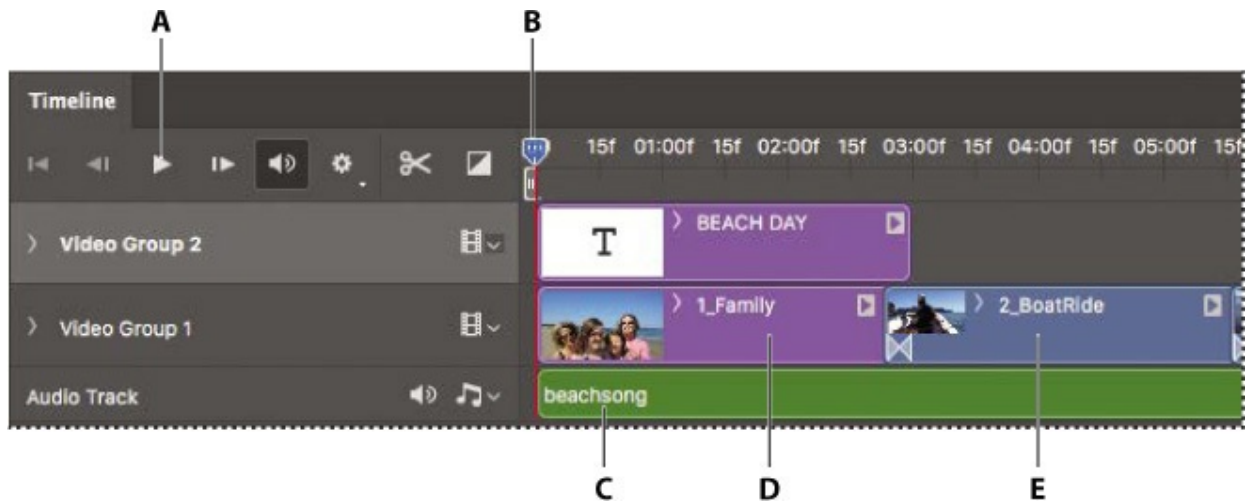 A B
Timeline
15f 01:00f 15f 02:00f 15f 03:00f 15f 04:00f 15f 05:00f 15f
Video Group 2 T BEACH DAY
Video Group 1 1_Family 2_BoatRide
Audio Track beachsong
C D E